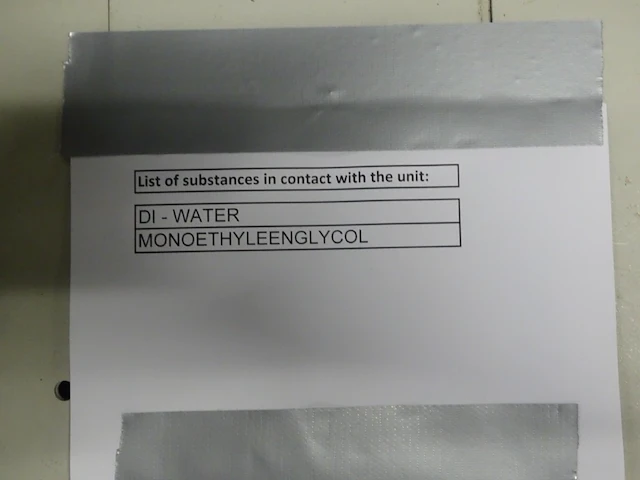 List of substances in contact with the unit:
DI - WATER
MONOETHYLEENGLYCOL